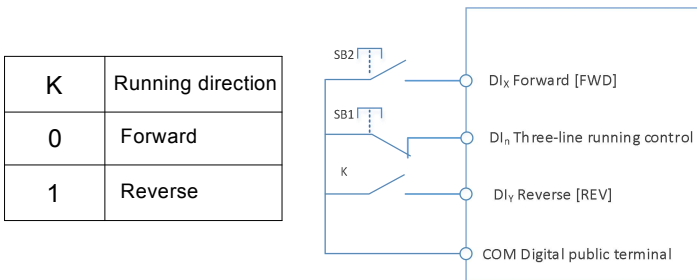 K Running direction
0 Forward
1 Reverse
SB2
DIX Forward [FWD]
SB1
DIn Three-line running control
K
DIY Reverse [REV]
COM Digital public terminal